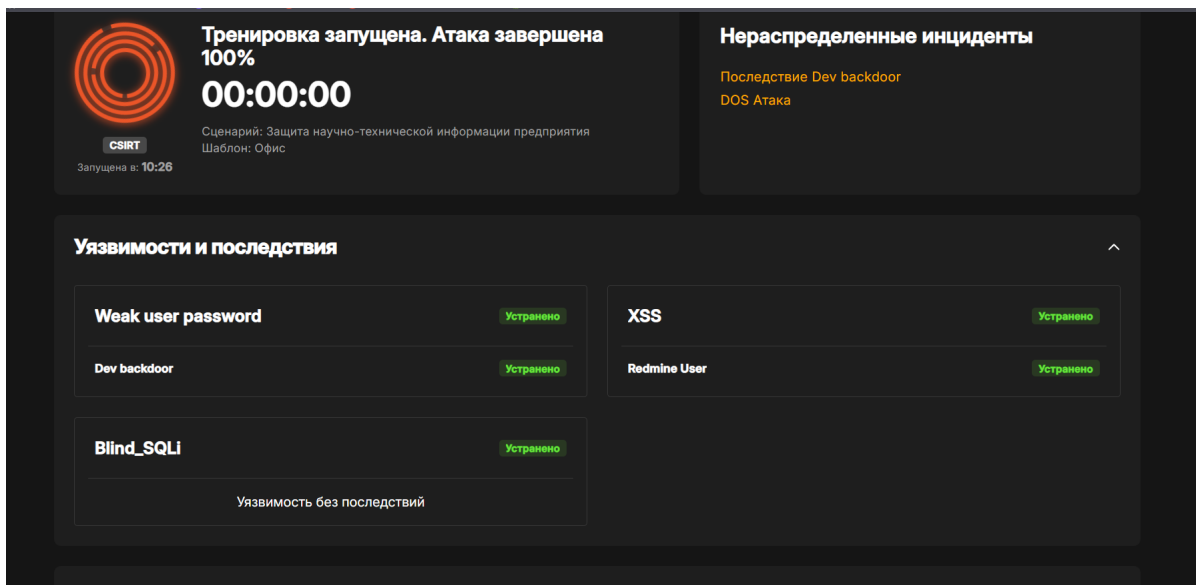 Тренировка запущена. Атака завершена
100%
00:00:00
Сценарий: Защита научно-технической информации предприятия
Шаблон: Офис
CSIRT
Запущена в: 10:26
Нераспределенные инциденты
Последствие Dev backdoor
DOS Атака
Уязвимости и последствия
Weak user password Устранено
Dev backdoor Устранено
XSS Устранено
Redmine User Устранено
Blind_SQLi Устранено
Уязвимость без последствий